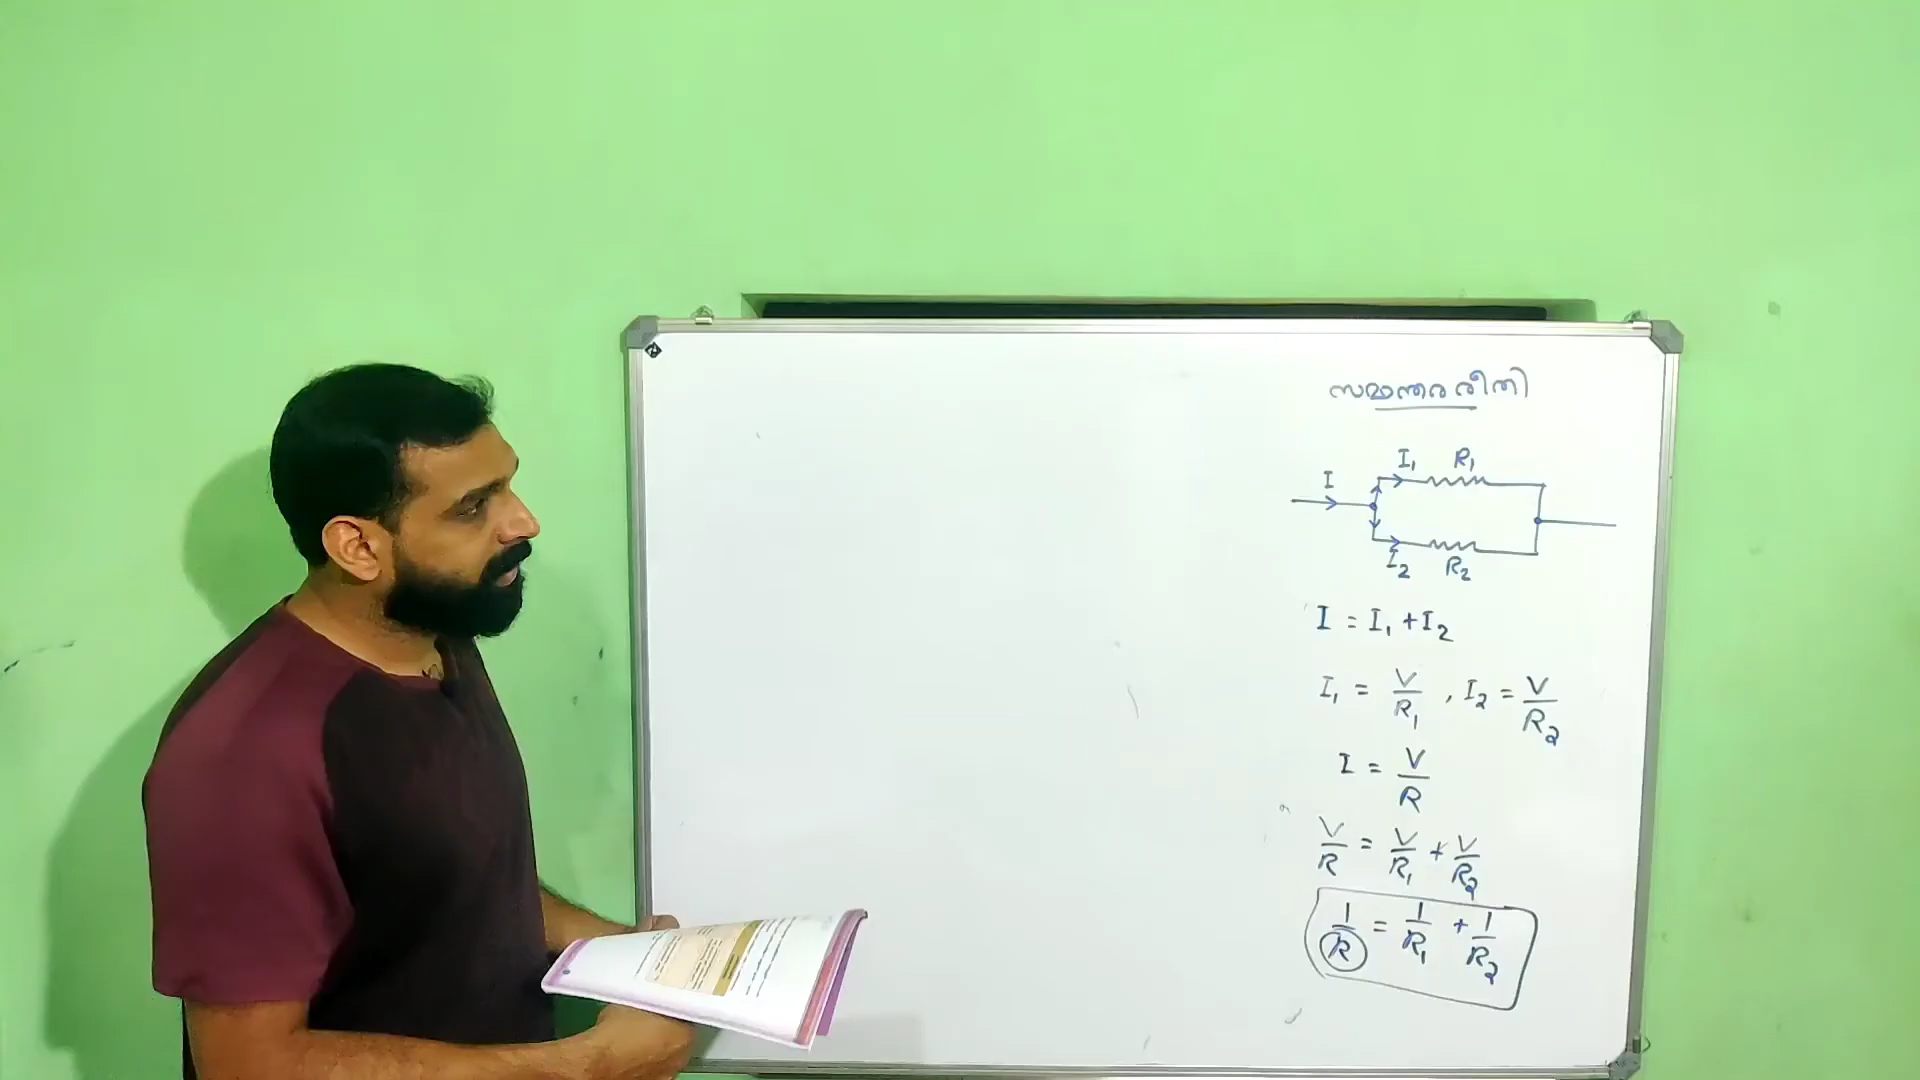 സമാന്തരരീതി
I I₁ R₁
I₂ R₂
I = I₁ + I₂
I₁ = V/R₁ , I₂ = V/R₂
I = V/R
V/R = V/R₁ + V/R₂
1/R = 1/R₁ + 1/R₂